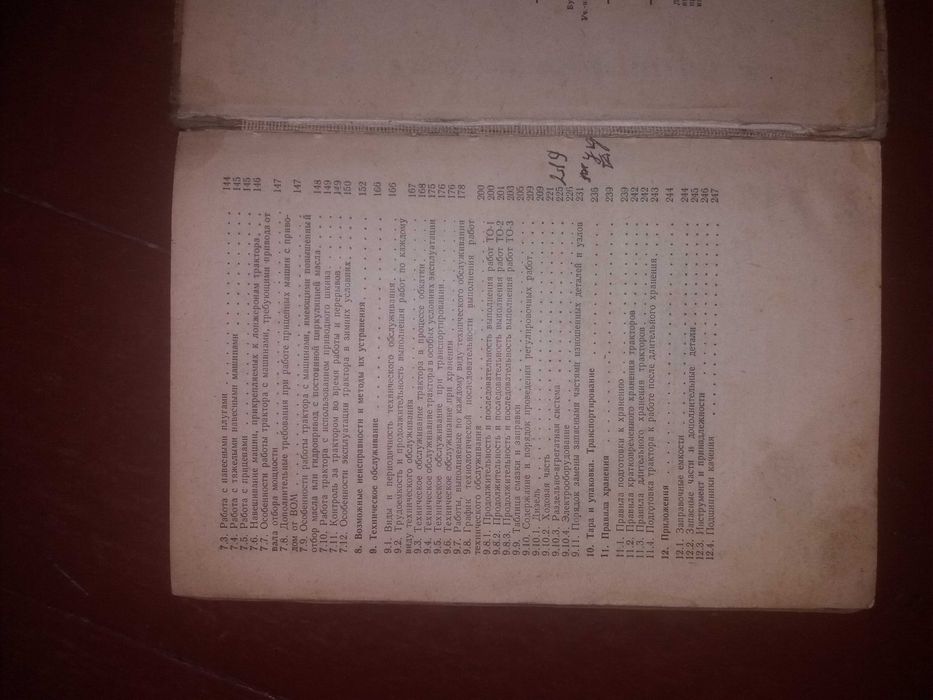 7.3. Работа с навесными плугами 144
7.4. Работа с тяжелыми навесными машинами 145
7.5. Работа с прицепами 145
7.6. Навешивание машин, прикрепляемых к лонжеронам трактора 146
7.7. Особенности работы трактора с машинами, требующими привода от
вала отбора мощности 147
7.8. Дополнительные требования при работе прицепных машин с приво-
дом от ВОМ 147
7.9. Особенности работы трактора с машинами, имеющими повышенный
отбор масла или гидропривод с постоянной циркуляцией масла 148
7.10. Работа трактора с использованием приводного шкива 149
7.11. Контроль за трактором во время работы и перерывов 149
7.12. Особенности эксплуатации трактора в зимних условиях 150
8. Возможные неисправности и методы их устранения 152
9. Техническое обслуживание 166
9.1. Виды и периодичность технического обслуживания 166
9.2. Трудоемкость и продолжительность выполнения работ по каждому
виду технического обслуживания 167
9.3. Техническое обслуживание трактора в процессе обкатки 168
9.4. Техническое обслуживание трактора в особых условиях эксплуатации 175
9.5. Техническое обслуживание при транспортировании 176
9.6. Техническое обслуживание при хранении 176
9.7. Работы, выполняемые по каждому виду технического обслуживания 178
9.8. График технологической последовательности выполнения работ
технического обслуживания 200
9.8.1. Продолжительность и последовательность выполнения работ ТО-1 200
9.8.2. Продолжительность и последовательность выполнения работ ТО-2 201
9.8.3. Продолжительность и последовательность выполнения работ ТО-3 203
9.9. Таблица смазки и заправки 205
9.10. Содержание и порядок проведения регулировочных работ 209
9.10.1. Дизель 209
9.10.2. Ходовая часть 221
9.10.3. Раздельно-агрегатная система 225
9.10.4. Электрооборудование 226
9.11. Порядок замены запасными частями изношенных деталей и узлов 231
10. Тара и упаковка. Транспортирование 236
11. Правила хранения 239
11.1. Правила подготовки к хранению 239
11.2. Правила кратковременного хранения тракторов 242
11.3. Правила длительного хранения тракторов 242
11.4. Подготовка трактора к работе после длительного хранения 243
12. Приложения 244
12.1. Заправочные емкости 244
12.2. Запасные части и дополнительные детали 245
12.3. Инструмент и принадлежности 246
12.4. Подшипники качения 247